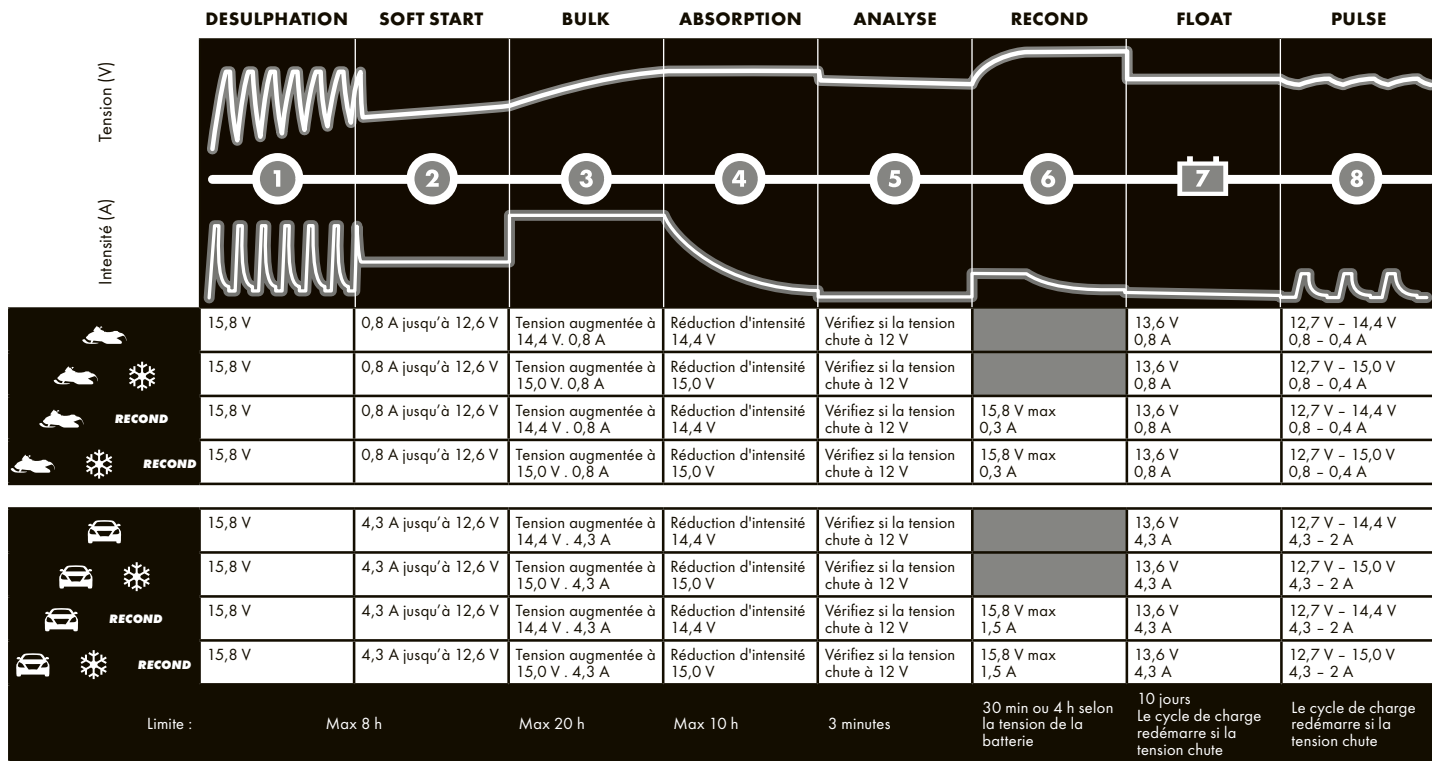 DESULPHATION SOFT START BULK ABSORPTION ANALYSE RECOND FLOAT PULSE
Tension (V)
1 2 3 4 5 6 7 8
Intensité (A)
15,8 V 0,8 A jusqu’à 12,6 V Tension augmentée à Réduction d'intensité Vérifiez si la tension 13,6 V 12,7 V – 14,4 V
14,4 V. 0,8 A 14,4 V chute à 12 V 0,8 A 0,8 – 0,4 A
15,8 V 0,8 A jusqu’à 12,6 V Tension augmentée à Réduction d'intensité Vérifiez si la tension 13,6 V 12,7 V – 15,0 V
15,0 V. 0,8 A 15,0 V chute à 12 V 0,8 A 0,8 – 0,4 A
RECOND 15,8 V 0,8 A jusqu’à 12,6 V Tension augmentée à Réduction d'intensité Vérifiez si la tension 15,8 V max 13,6 V 12,7 V – 14,4 V
14,4 V . 0,8 A 14,4 V chute à 12 V 0,3 A 0,8 A 0,8 – 0,4 A
RECOND 15,8 V 0,8 A jusqu’à 12,6 V Tension augmentée à Réduction d'intensité Vérifiez si la tension 15,8 V max 13,6 V 12,7 V – 15,0 V
15,0 V . 0,8 A 15,0 V chute à 12 V 0,3 A 0,8 A 0,8 – 0,4 A
15,8 V 4,3 A jusqu’à 12,6 V Tension augmentée à Réduction d'intensité Vérifiez si la tension 13,6 V 12,7 V – 14,4 V
14,4 V . 4,3 A 14,4 V chute à 12 V 4,3 A 4,3 – 2 A
15,8 V 4,3 A jusqu’à 12,6 V Tension augmentée à Réduction d'intensité Vérifiez si la tension 13,6 V 12,7 V – 15,0 V
15,0 V . 4,3 A 15,0 V chute à 12 V 4,3 A 4,3 – 2 A
RECOND 15,8 V 4,3 A jusqu’à 12,6 V Tension augmentée à Réduction d'intensité Vérifiez si la tension 15,8 V max 13,6 V 12,7 V – 14,4 V
14,4 V . 4,3 A 14,4 V chute à 12 V 1,5 A 4,3 A 4,3 – 2 A
RECOND 15,8 V 4,3 A jusqu’à 12,6 V Tension augmentée à Réduction d'intensité Vérifiez si la tension 15,8 V max 13,6 V 12,7 V – 15,0 V
15,0 V . 4,3 A 15,0 V chute à 12 V 1,5 A 4,3 A 4,3 – 2 A
Limite : Max 8 h Max 20 h Max 10 h 3 minutes
30 min ou 4 h selon
la tension de la
batterie
10 jours
Le cycle de charge
redémarre si la
tension chute
Le cycle de charge
redémarre si la
tension chute